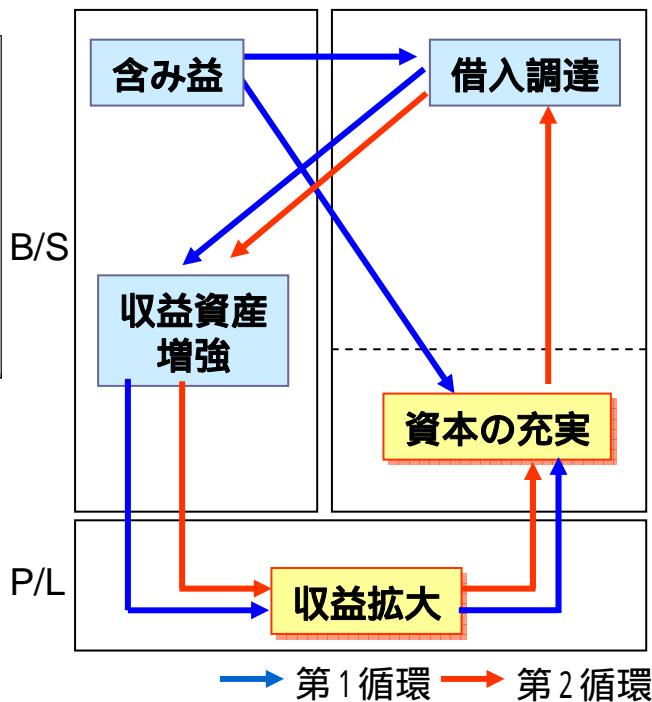 含み益
借入調達
B/S
収益資産
増強
資本の充実
P/L
収益拡大
第1循環
第2循環